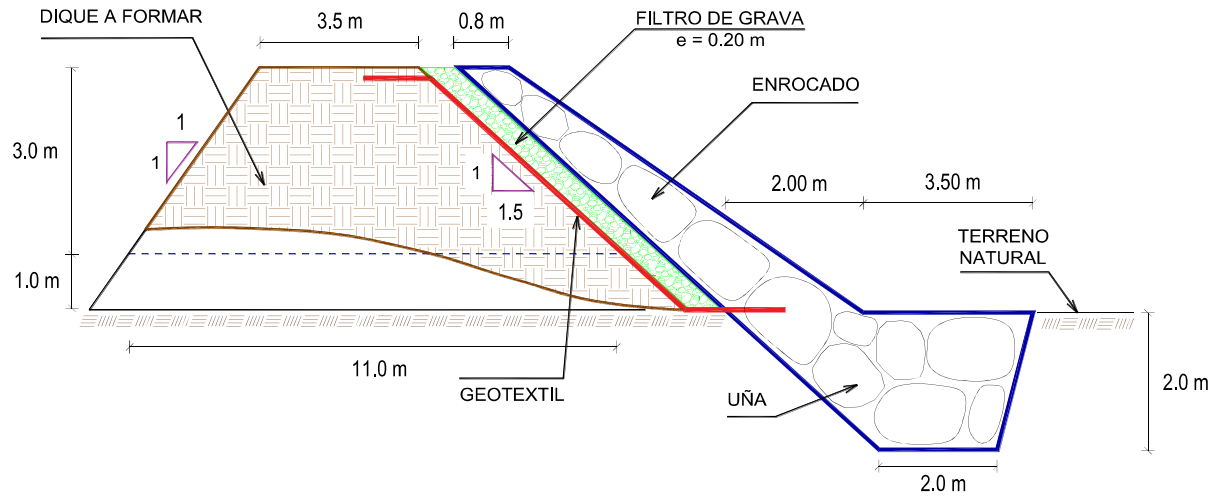 DIQUE A FORMAR
3.5 m
0.8 m
FILTRO DE GRAVA
e = 0.20 m
ENROCADO
1
1
3.0 m
1
1.5
2.00 m
3.50 m
TERRENO
NATURAL
1.0 m
11.0 m
GEOTEXTIL
UÑA
2.0 m
2.0 m